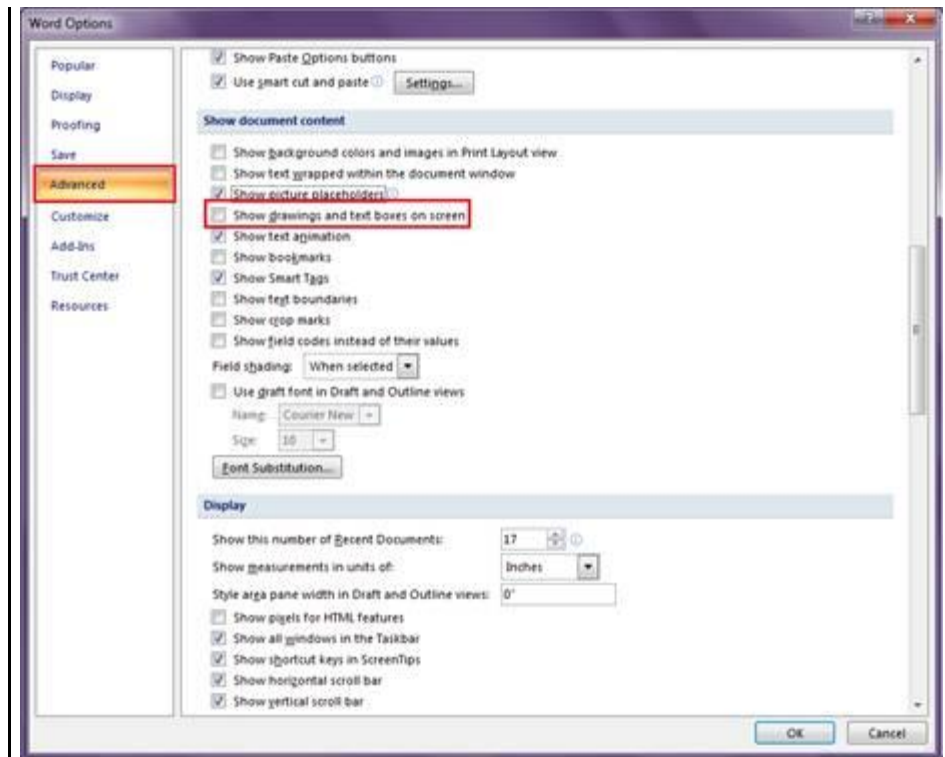 Word Options
Popular
Display
Proofing
Save
Advanced
Customize
Add-Ins
Trust Center
Resources
Show Paste Options buttons
Use smart cut and paste Settings...
Show document content
Show background colors and images in Print Layout view
Show text wrapped within the document window
Show picture placeholders
Show drawings and text boxes on screen
Show text animation
Show bookmarks
Show Smart Tags
Show text boundaries
Show crop marks
Show field codes instead of their values
Field shading: When selected
Use draft font in Draft and Outline views
Name: Courier New
Size: 10
Font Substitution...
Display
Show this number of Recent Documents: 17
Show measurements in units of: Inches
Style area pane width in Draft and Outline views: 0"
Show pixels for HTML features
Show all windows in the Taskbar
Show shortcut keys in ScreenTips
Show horizontal scroll bar
Show vertical scroll bar
OK Cancel